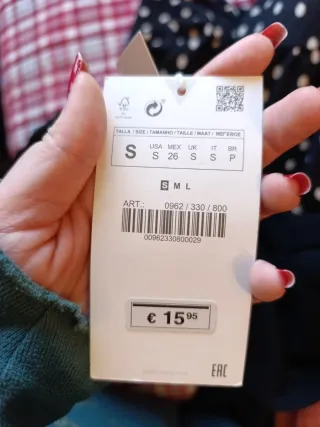 FSC
TALLA / SIZE / TAMANHO / TAILLE / MAAT /
S
USA MEX UK IT BR
S 26 S S P
S M L
ART.: 0962 / 330 / 800
00962330800029
€ 15 95
EAC